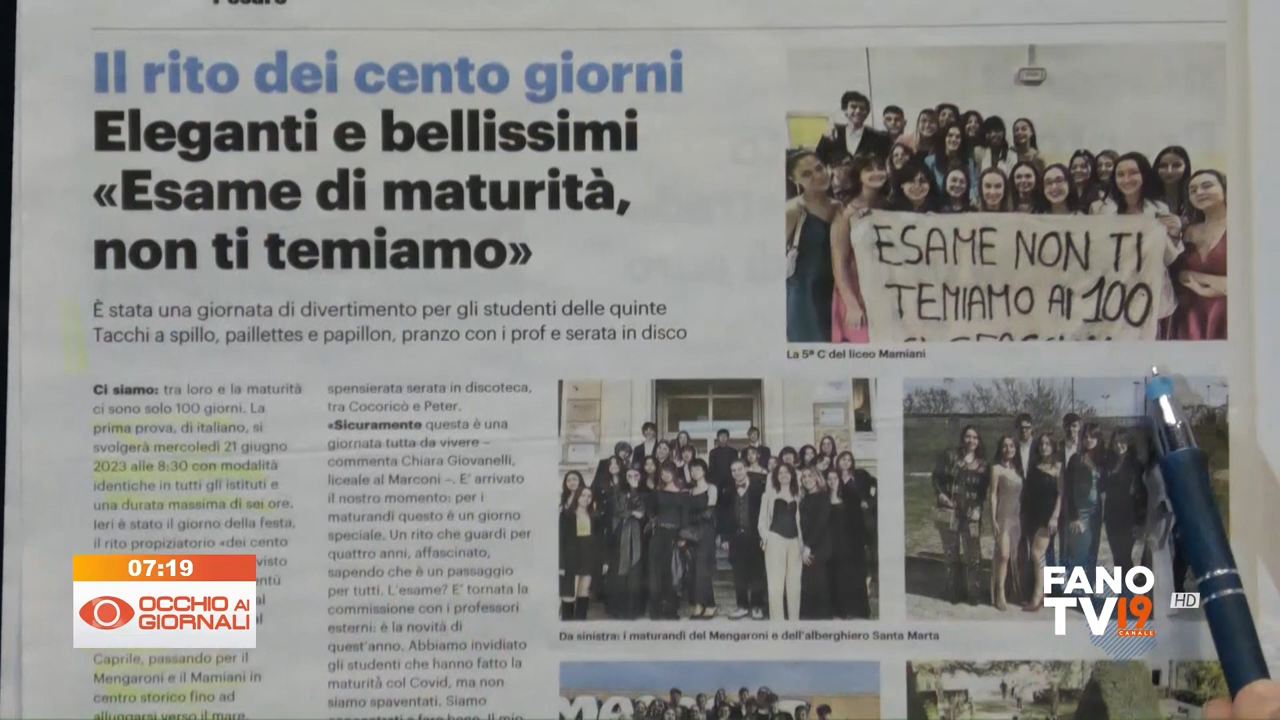 Il rito dei cento giorni
Eleganti e bellissimi
«Esame di maturità,
non ti temiamo»
È stata una giornata di divertimento per gli studenti delle quinte
Tacchi a spillo, paillettes e papillon, pranzo con i prof e serata in disco
ESAME NON TI
TEMIAMO AI 100
La 5ª C del liceo Mamiani
Ci siamo: tra loro e la maturità
ci sono solo 100 giorni. La
prima prova, di italiano, si
svolgerà mercoledì 21 giugno
2023 alle 8:30 con modalità
identiche in tutti gli istituti e
una durata massima di sei ore.
Ieri è stato il giorno della festa,
il rito propiziatorio «dei cento
visto
Caprile, passando per il
Mengaroni e il Mamiani in
centro storico fino ad
allungarsi verso il mare.
spensierata serata in discoteca,
tra Cocoricò e Peter.
«Sicuramente questa è una
giornata tutta da vivere –
commenta Chiara Giovanelli,
liceale al Marconi –. E' arrivato
il nostro momento: per i
maturandi questo è un giorno
speciale. Un rito che guardi per
quattro anni, affascinato,
sapendo che è un passaggio
per tutti. L'esame? E' tornata la
commissione con i professori
esterni: è la novità di
quest'anno. Abbiamo invidiato
gli studenti che hanno fatto la
maturità col Covid, ma non
siamo spaventati. Siamo
Da sinistra: i maturandi del Mengaroni e dell'alberghiero Santa Marta
07:19
OCCHIO AI
GIORNALI
FANO
TV 19
CANALE
HD